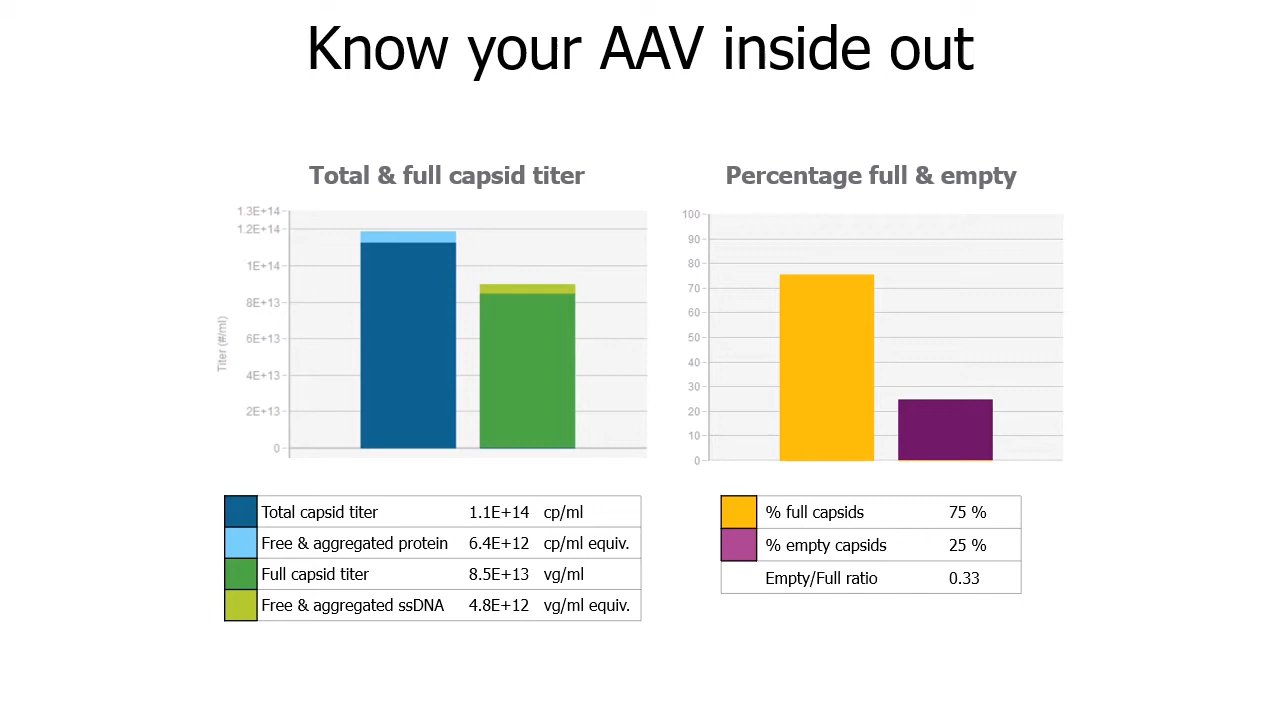 Know your AAV inside out
Total & full capsid titer
1.3E+14
1.2E+14
1E+14
8E+13
6E+13
4E+13
2E+13
0
Titer (#/ml)
Total capsid titer 1.1E+14 cp/ml
Free & aggregated protein 6.4E+12 cp/ml equiv.
Full capsid titer 8.5E+13 vg/ml
Free & aggregated ssDNA 4.8E+12 vg/ml equiv.
Percentage full & empty
100
90
80
70
60
50
40
30
20
10
0
% full capsids 75 %
% empty capsids 25 %
Empty/Full ratio 0.33